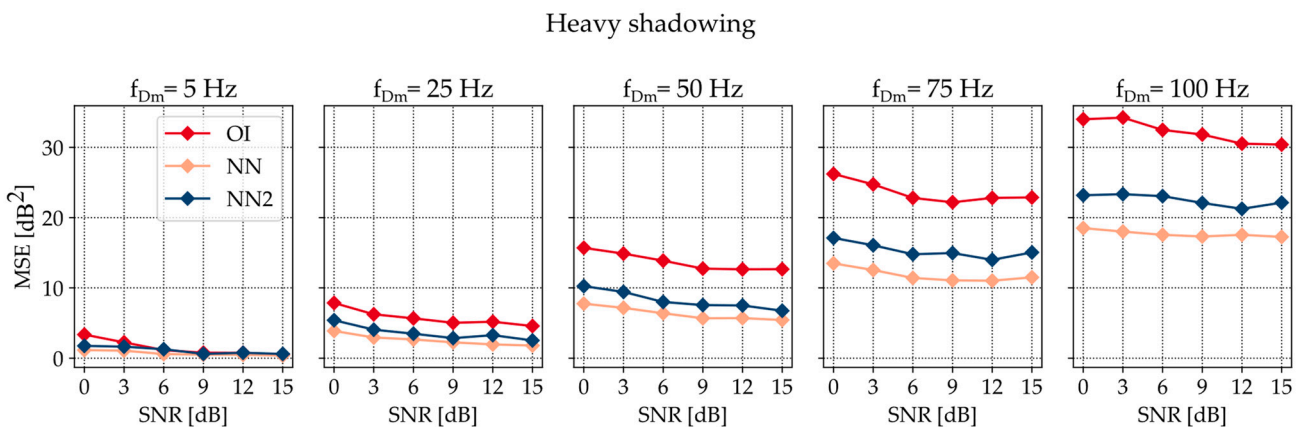 Heavy shadowing
f_Dm= 5 Hz
f_Dm= 25 Hz
f_Dm= 50 Hz
f_Dm= 75 Hz
f_Dm= 100 Hz
MSE [dB²]
30
20
10
0
OI
NN
NN2
0 3 6 9 12 15
0 3 6 9 12 15
0 3 6 9 12 15
0 3 6 9 12 15
0 3 6 9 12 15
SNR [dB]
SNR [dB]
SNR [dB]
SNR [dB]
SNR [dB]